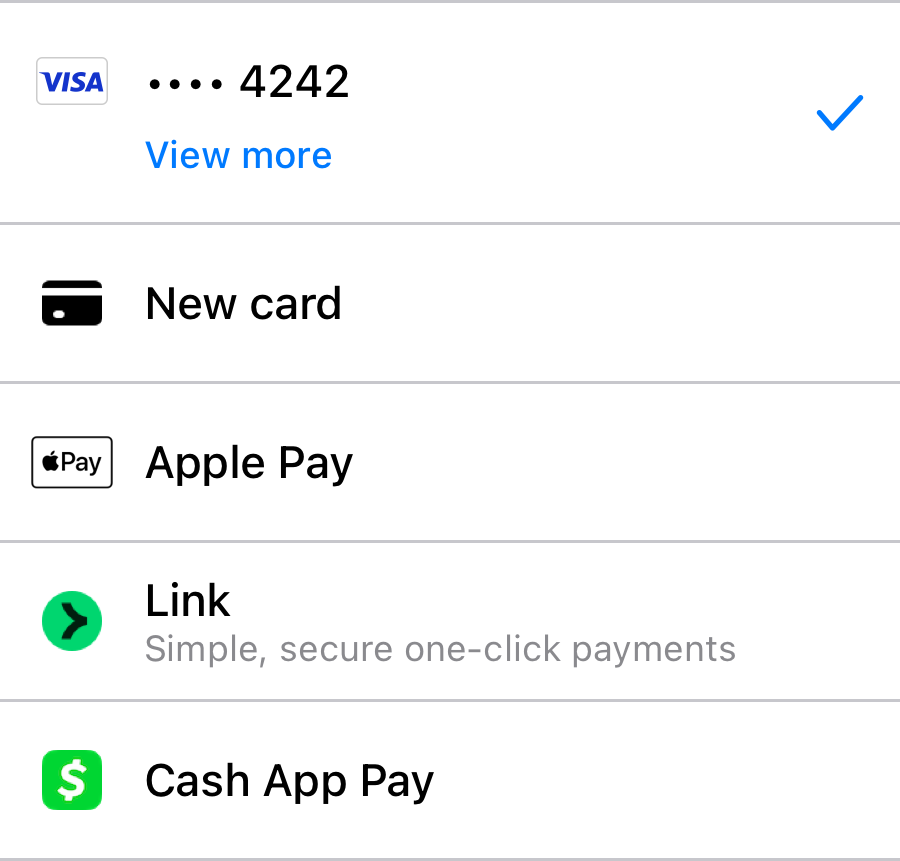 VISA •••• 4242
View more
New card
Pay Apple Pay
Link
Simple, secure one-click payments
$ Cash App Pay